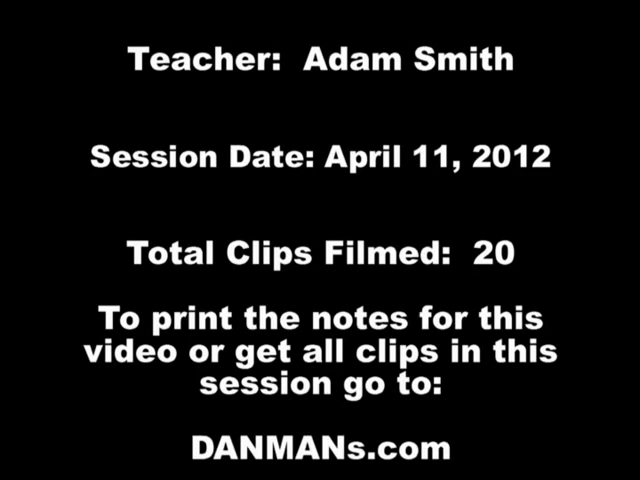 Teacher:  Adam Smith
Session Date: April 11, 2012
Total Clips Filmed:  20
To print the notes for this
video or get all clips in this
session go to:
DANMANs.com